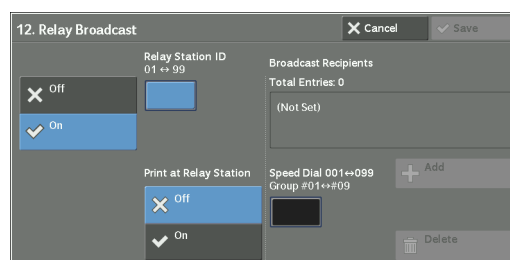 12. Relay Broadcast
Cancel
Save
Off
On
Relay Station ID
01 ↔ 99
Print at Relay Station
Off
On
Broadcast Recipients
Total Entries: 0
(Not Set)
Speed Dial 001↔099
Group #01↔#09
Add
Delete